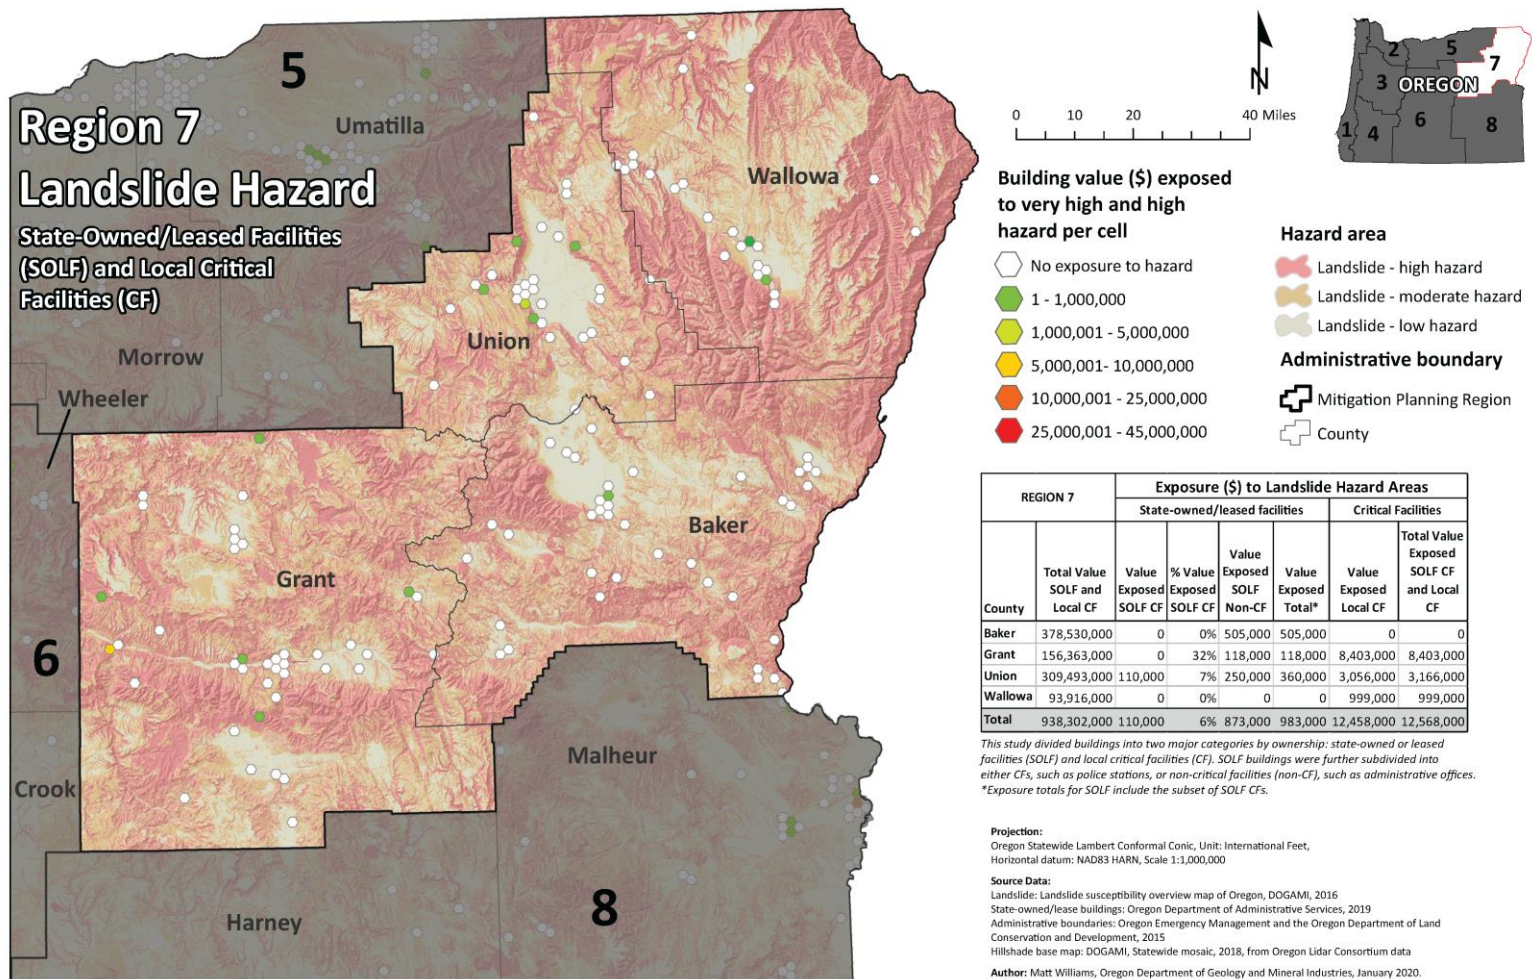 Region 7
Landslide Hazard
State-Owned/Leased Facilities
(SOLF) and Local Critical
Facilities (CF)
5
Umatilla
Morrow
Wheeler
Wallowa
Union
Baker
Grant
6
Crook
Malheur
Harney
8
N
0 10 20 40 Miles
1
2
3
4
5
6
7
8
OREGON
Building value ($) exposed
to very high and high
hazard per cell
No exposure to hazard
1 - 1,000,000
1,000,001 - 5,000,000
5,000,001- 10,000,000
10,000,001 - 25,000,000
25,000,001 - 45,000,000
Hazard area
Landslide - high hazard
Landslide - moderate hazard
Landslide - low hazard
Administrative boundary
Mitigation Planning Region
County
REGION 7
Exposure ($) to Landslide Hazard Areas
State-owned/leased facilities Critical Facilities
County
Total Value
SOLF and
Local CF
Value
Exposed
SOLF CF
% Value
Exposed
SOLF CF
Value
Exposed
SOLF
Non-CF
Value
Exposed
Total*
Value
Exposed
Local CF
Total Value
Exposed
SOLF CF
and Local
CF
Baker 378,530,000 0 0% 505,000 505,000 0 0
Grant 156,363,000 0 32% 118,000 118,000 8,403,000 8,403,000
Union 309,493,000 110,000 7% 250,000 360,000 3,056,000 3,166,000
Wallowa 93,916,000 0 0% 0 0 999,000 999,000
Total 938,302,000 110,000 6% 873,000 983,000 12,458,000 12,568,000
This study divided buildings into two major categories by ownership: state-owned or leased
facilities (SOLF) and local critical facilities (CF). SOLF buildings were further subdivided into
either CFs, such as police stations, or non-critical facilities (non-CF), such as administrative offices.
*Exposure totals for SOLF include the subset of SOLF CFs.
Projection:
Oregon Statewide Lambert Conformal Conic, Unit: International Feet,
Horizontal datum: NAD83 HARN, Scale 1:1,000,000
Source Data:
Landslide: Landslide susceptibility overview map of Oregon, DOGAMI, 2016
State-owned/lease buildings: Oregon Department of Administrative Services, 2019
Administrative boundaries: Oregon Emergency Management and the Oregon Department of Land
Conservation and Development, 2015
Hillshade base map: DOGAMI, Statewide mosaic, 2018, from Oregon Lidar Consortium data
Author: Matt Williams, Oregon Department of Geology and Mineral Industries, January 2020.